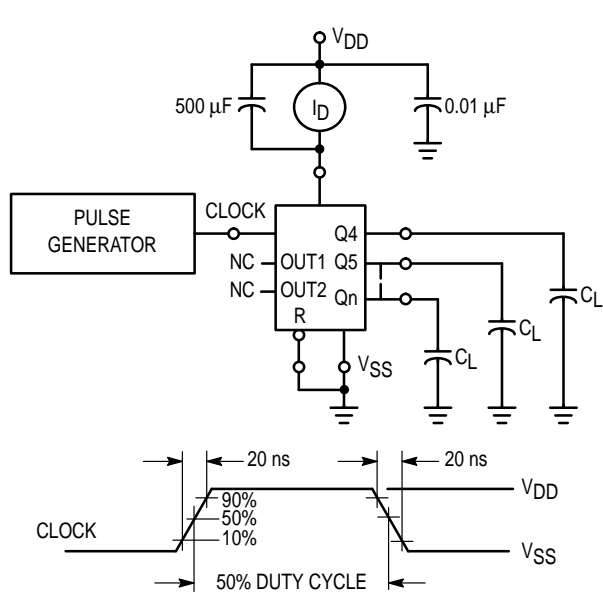 VDD
500 μF
ID
0.01 μF
PULSE
GENERATOR
CLOCK
Q4
NC
OUT1
Q5
NC
OUT2
Qn
R
VSS
CL
CL
CL
20 ns
20 ns
90%
50%
10%
CLOCK
VDD
VSS
50% DUTY CYCLE